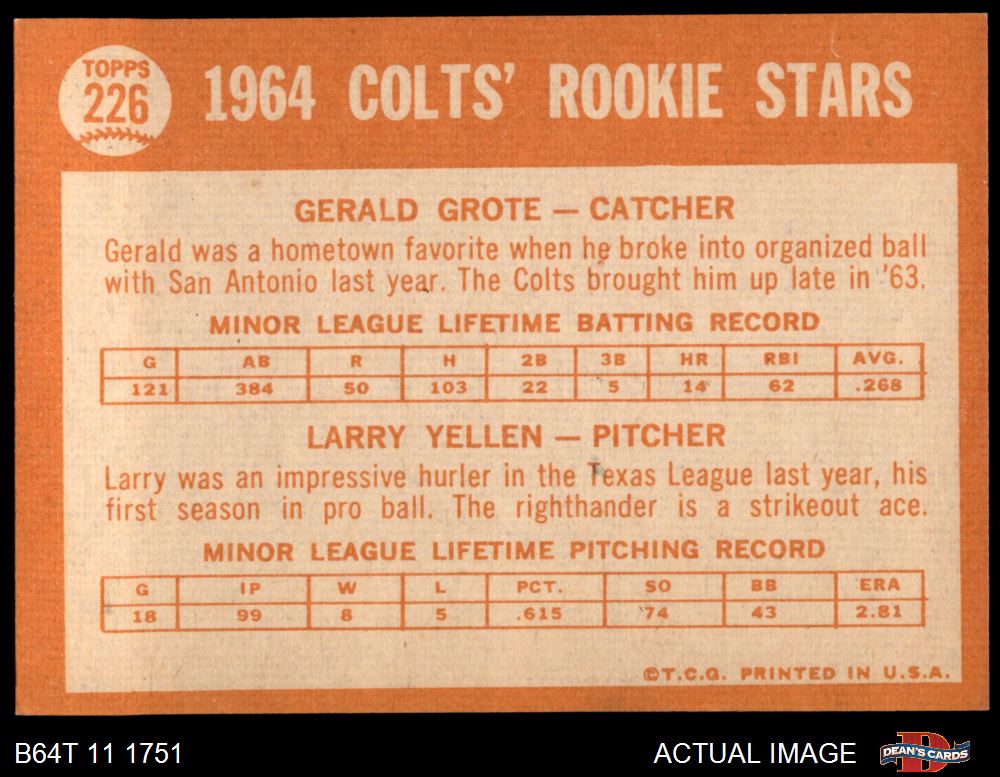 TOPPS
226
1964 COLTS' ROOKIE STARS
GERALD GROTE — CATCHER
Gerald was a hometown favorite when he broke into organized ball
with San Antonio last year. The Colts brought him up late in '63.
MINOR LEAGUE LIFETIME BATTING RECORD
G AB R H 2B 3B HR RBI AVG.
121 384 50 103 22 5 14 62 .268
LARRY YELLEN — PITCHER
Larry was an impressive hurler in the Texas League last year, his
first season in pro ball. The righthander is a strikeout ace.
MINOR LEAGUE LIFETIME PITCHING RECORD
G IP W L PCT. SO BB ERA
18 99 8 5 .615 74 43 2.81
©T.C.G. PRINTED IN U.S.A.
B64T 11 1751
ACTUAL IMAGE
D
DEAN'S CARDS